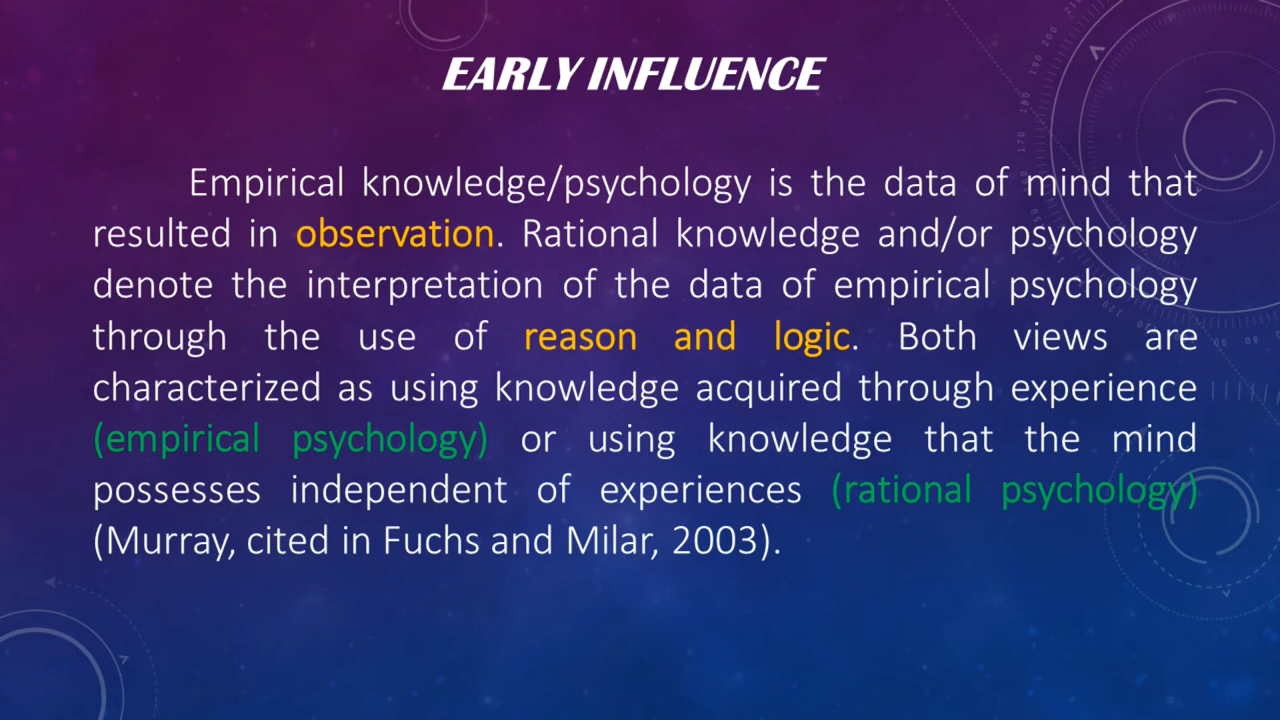 EARLY INFLUENCE
Empirical knowledge/psychology is the data of mind that
resulted in observation. Rational knowledge and/or psychology
denote the interpretation of the data of empirical psychology
through the use of reason and logic. Both views are
characterized as using knowledge acquired through experience
(empirical psychology) or using knowledge that the mind
possesses independent of experiences (rational psychology)
(Murray, cited in Fuchs and Milar, 2003).